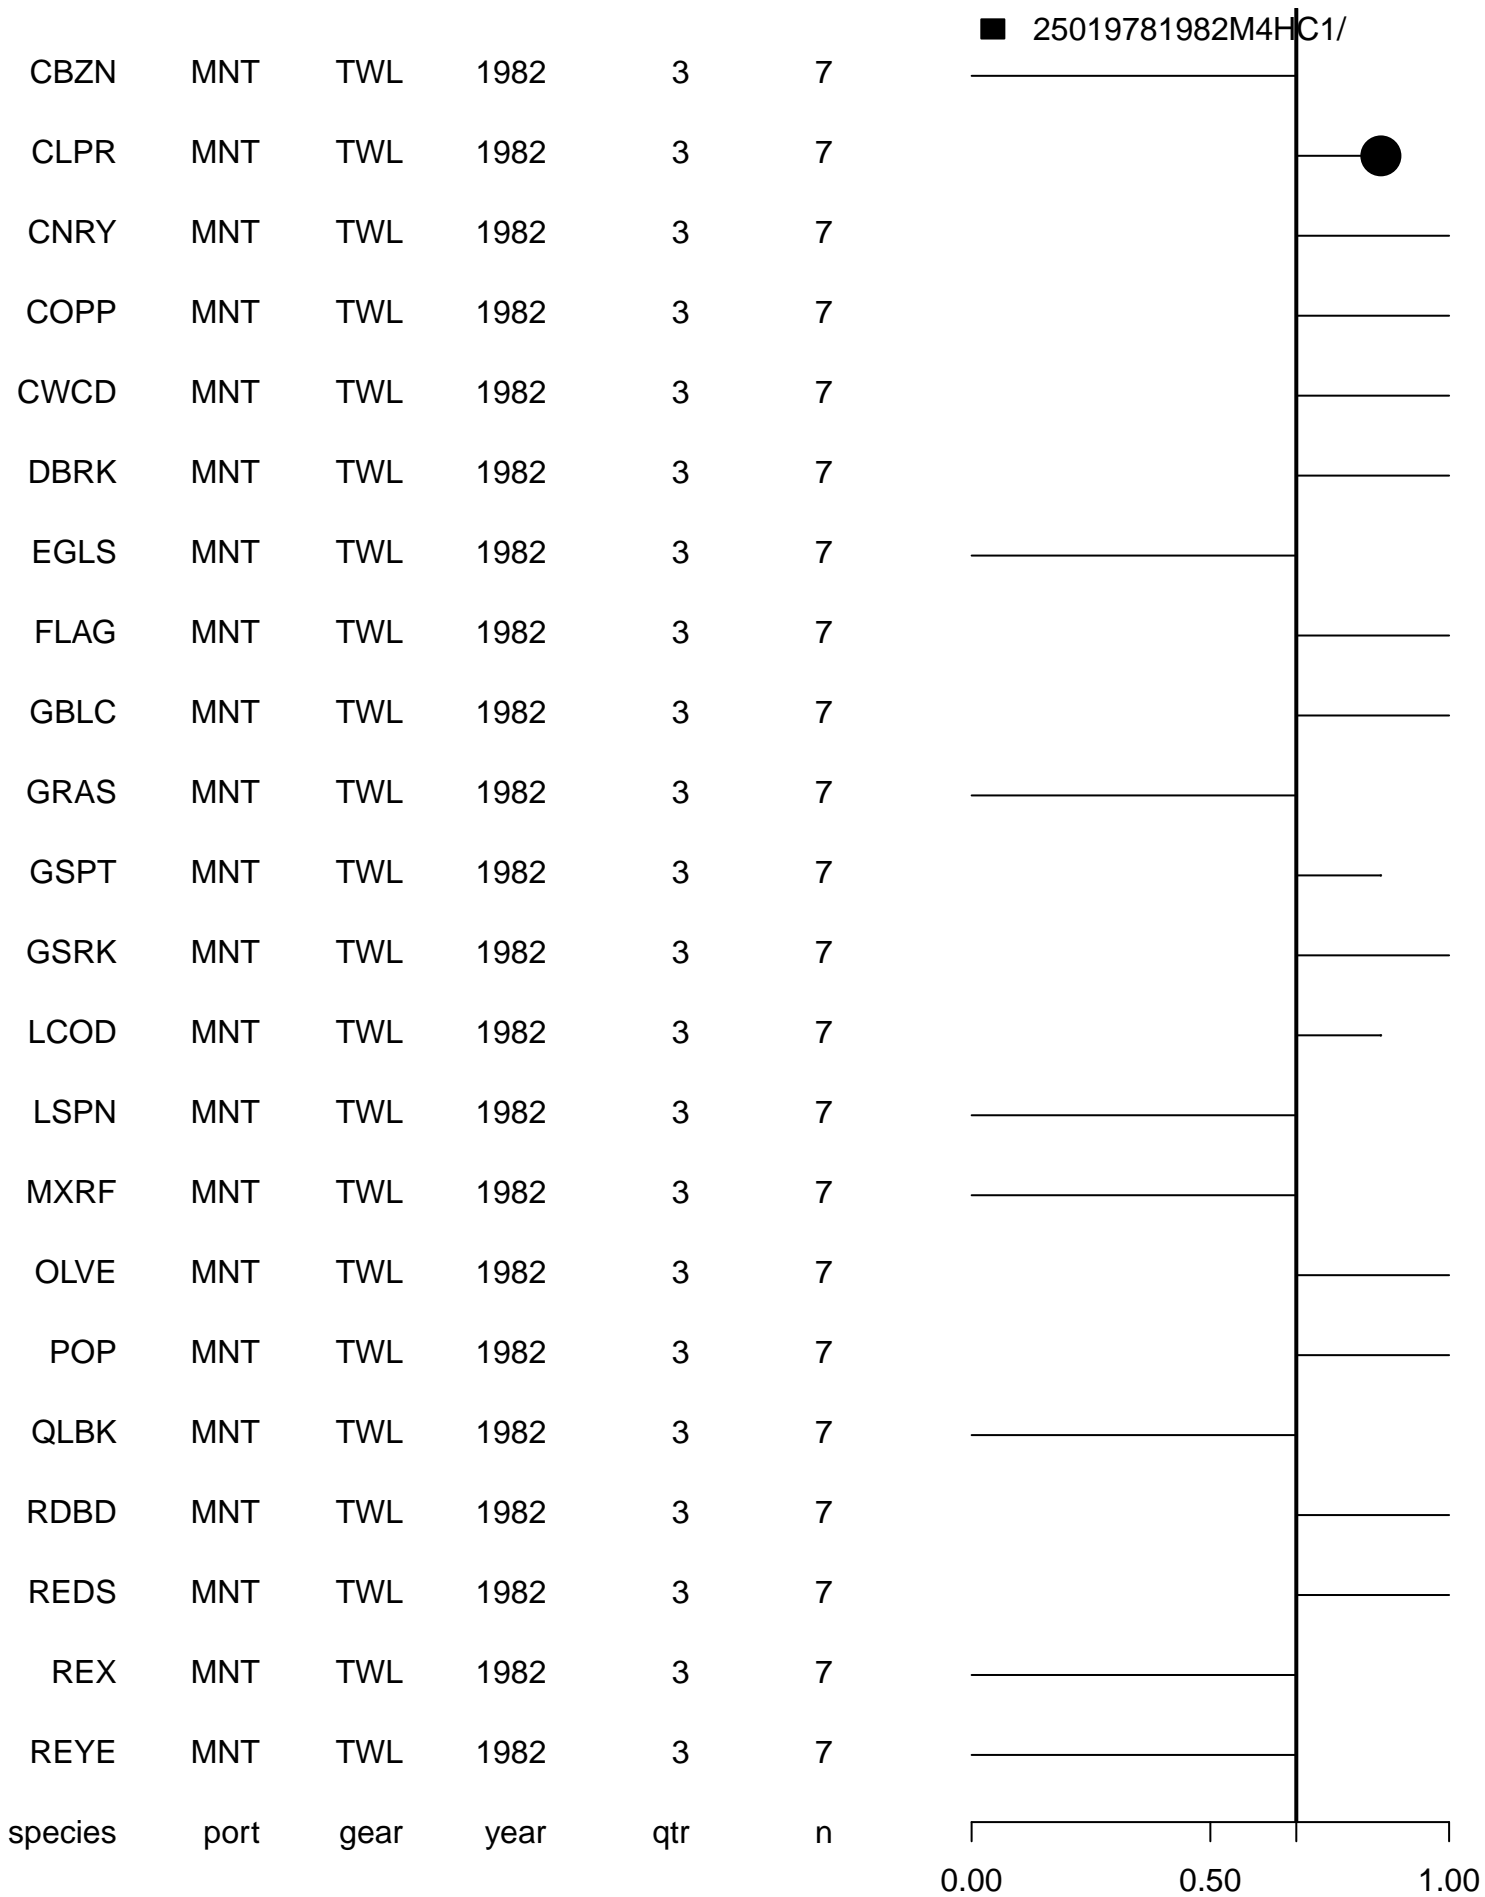 25019781982M4HC1/
CBZN MNT TWL 1982 3 7
CLPR MNT TWL 1982 3 7
CNRY MNT TWL 1982 3 7
COPP MNT TWL 1982 3 7
CWCD MNT TWL 1982 3 7
DBRK MNT TWL 1982 3 7
EGLS MNT TWL 1982 3 7
FLAG MNT TWL 1982 3 7
GBLC MNT TWL 1982 3 7
GRAS MNT TWL 1982 3 7
GSPT MNT TWL 1982 3 7
GSRK MNT TWL 1982 3 7
LCOD MNT TWL 1982 3 7
LSPN MNT TWL 1982 3 7
MXRF MNT TWL 1982 3 7
OLVE MNT TWL 1982 3 7
POP MNT TWL 1982 3 7
QLBK MNT TWL 1982 3 7
RDBD MNT TWL 1982 3 7
REDS MNT TWL 1982 3 7
REX MNT TWL 1982 3 7
REYE MNT TWL 1982 3 7
species port gear year qtr n
0.00 0.50 1.00